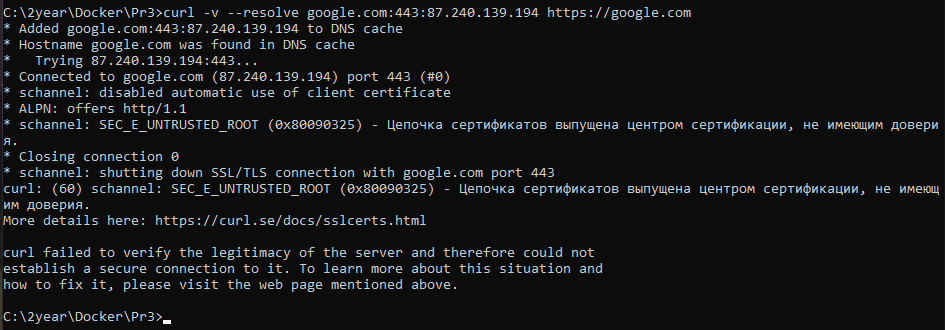 C:\2year\Docker\Pr3>curl -v --resolve google.com:443:87.240.139.194 https://google.com
* Added google.com:443:87.240.139.194 to DNS cache
* Hostname google.com was found in DNS cache
*   Trying 87.240.139.194:443...
* Connected to google.com (87.240.139.194) port 443 (#0)
* schannel: disabled automatic use of client certificate
* ALPN: offers http/1.1
* schannel: SEC_E_UNTRUSTED_ROOT (0x80090325) - Цепочка сертификатов выпущена центром сертификации, не имеющим довери
я.
* Closing connection 0
* schannel: shutting down SSL/TLS connection with google.com port 443
curl: (60) schannel: SEC_E_UNTRUSTED_ROOT (0x80090325) - Цепочка сертификатов выпущена центром сертификации, не имеющ
им доверия.
More details here: https://curl.se/docs/sslcerts.html

curl failed to verify the legitimacy of the server and therefore could not
establish a secure connection to it. To learn more about this situation and
how to fix it, please visit the web page mentioned above.

C:\2year\Docker\Pr3>